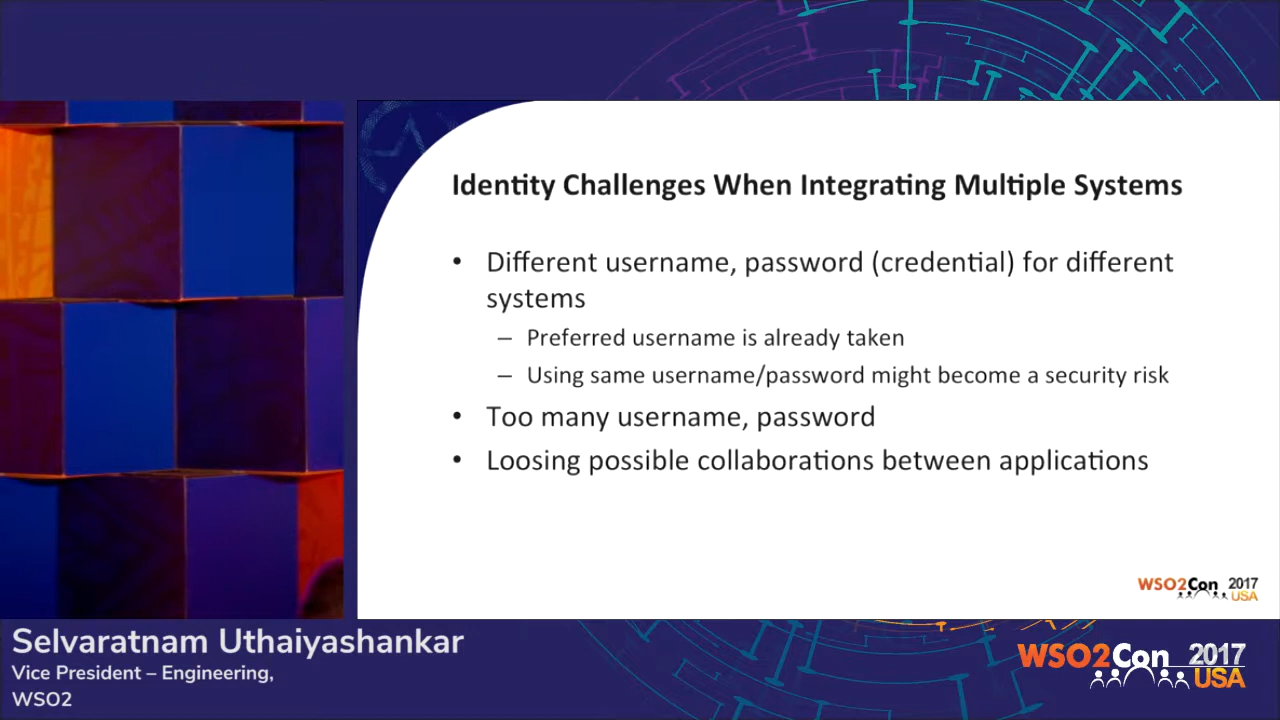 Identity Challenges When Integrating Multiple Systems
• Different username, password (credential) for different
systems
– Preferred username is already taken
– Using same username/password might become a security risk
• Too many username, password
• Loosing possible collaborations between applications
WSO2Con 2017
USA
Selvaratnam Uthaiyashankar
Vice President – Engineering,
WSO2
WSO2Con 2017
USA